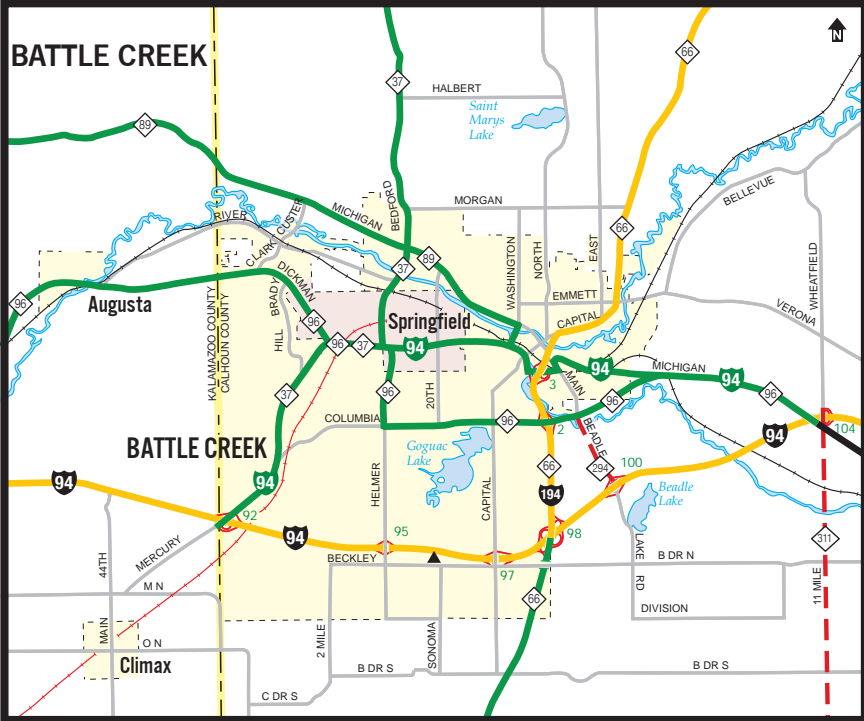 N
BATTLE CREEK
66
37
HALBERT
Saint
Marys
Lake
89
BEDFORD
MORGAN
BELLEVUE
RIVER
CUSTER
MICHIGAN
CLARK
66
WASHINGTON
NORTH
EAST
WHEATFIELD
89
37
DICKMAN
96
Augusta
KALAMAZOO COUNTY
CALHOUN COUNTY
BRADY
HILL
EMMETT
CAPITAL
VERONA
96
Springfield
96
37
94
94
MICHIGAN
94
3
MAIN
37
96
20TH
96
96
COLUMBIA
96
2
BEADLE
104
94
BATTLE CREEK
Goguac
Lake
66
294
100
94
94
HELMER
CAPITAL
194
Beadle
Lake
92
94
95
98
311
44TH
MERCURY
BECKLEY
97
B DR N
LAKE
RD
11 MILE
M N
66
DIVISION
MAIN
O N
2 MILE
SONOMA
Climax
B DR S
B DR S
C DR S